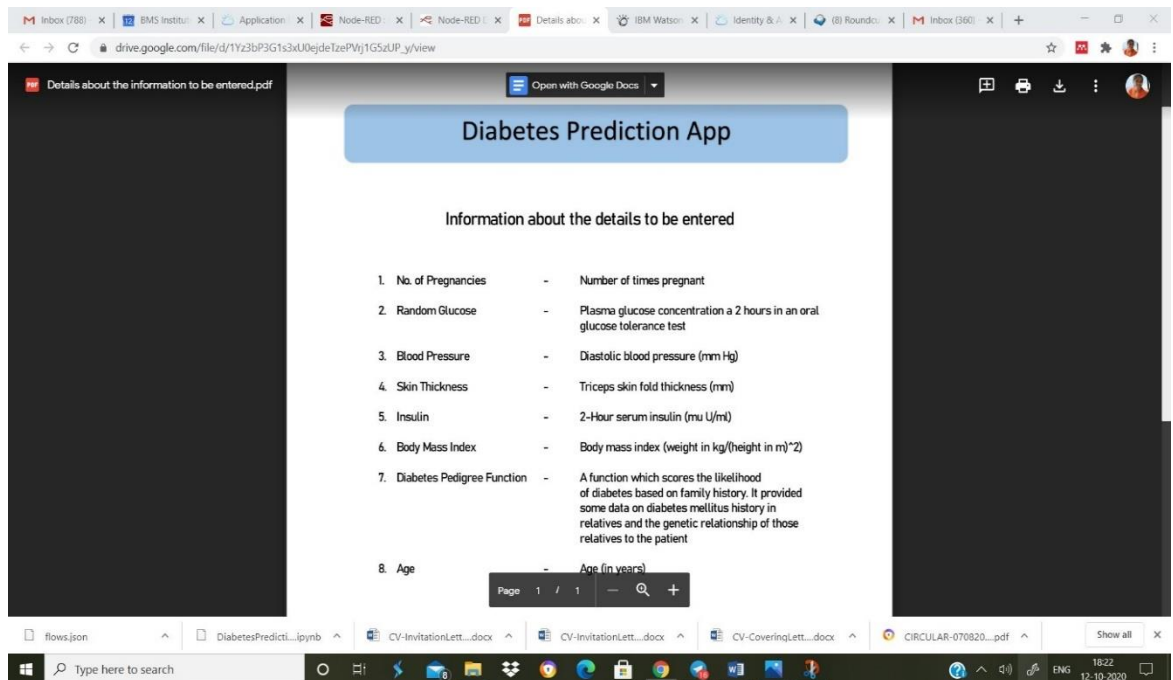 Inbox (788)
BMS Institut
Application
Node-RED :
Node-RED
Details abou
IBM Watson
Identity & A
(8) Roundcu
Inbox (360)
drive.google.com/file/d/1Yz3bP3G1s3xU0ejdeTzePVrj1G5zUP_y/view
Details about the information to be entered.pdf
Open with Google Docs
Diabetes Prediction App
Information about the details to be entered
1. No. of Pregnancies - Number of times pregnant
2. Random Glucose - Plasma glucose concentration a 2 hours in an oral
glucose tolerance test
3. Blood Pressure - Diastolic blood pressure (mm Hg)
4. Skin Thickness - Triceps skin fold thickness (mm)
5. Insulin - 2-Hour serum insulin (mu U/ml)
6. Body Mass Index - Body mass index (weight in kg/(height in m)^2)
7. Diabetes Pedigree Function - A function which scores the likelihood
of diabetes based on family history. It provided
some data on diabetes mellitus history in
relatives and the genetic relationship of those
relatives to the patient
8. Age - Age (in years)
Page 1 / 1
flows.json
DiabetesPredicti....ipynb
CV-InvitationLett....docx
CV-InvitationLett....docx
CV-CoveringLett....docx
CIRCULAR-070820....pdf
Show all
Type here to search
ENG
18:22
12-10-2020